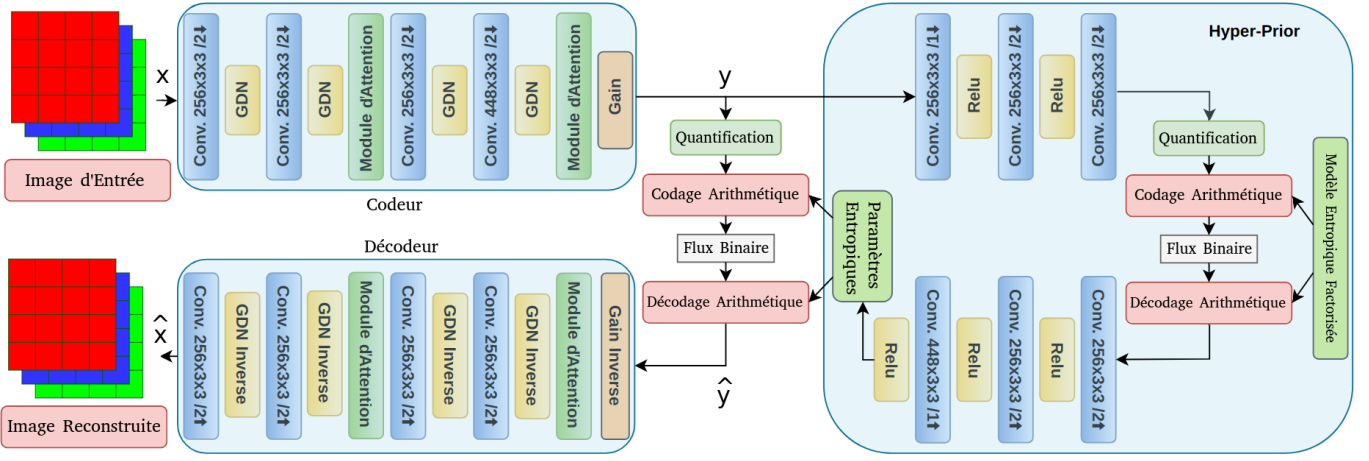 x
Conv. 256x3x3 /2⬇
GDN
Conv. 256x3x3 /2⬇
GDN
Module d'Attention
Conv. 256x3x3 /2⬇
GDN
Conv. 448x3x3 /2⬇
GDN
Module d'Attention
Gain
Image d'Entrée
Codeur
y
Quantification
Codage Arithmétique
Flux Binaire
Décodage Arithmétique
ŷ
Hyper-Prior
Conv. 256x3x3 /1⬇
Relu
Conv. 256x3x3 /2⬇
Relu
Conv. 256x3x3 /2⬇
Quantification
Codage Arithmétique
Flux Binaire
Décodage Arithmétique
Modèle Entropique Factorisée
Conv. 256x3x3 /2⬆
Relu
Conv. 256x3x3 /2⬆
Relu
Conv. 448x3x3 /1⬆
Relu
Paramètres
Entropiques
Décodeur
Gain Inverse
Module d'Attention
GDN Inverse
Conv. 256x3x3 /2⬆
GDN Inverse
Conv. 256x3x3 /2⬆
Module d'Attention
GDN Inverse
Conv. 256x3x3 /2⬆
GDN Inverse
Conv. 256x3x3 /2⬆
x̂
Image Reconstruite